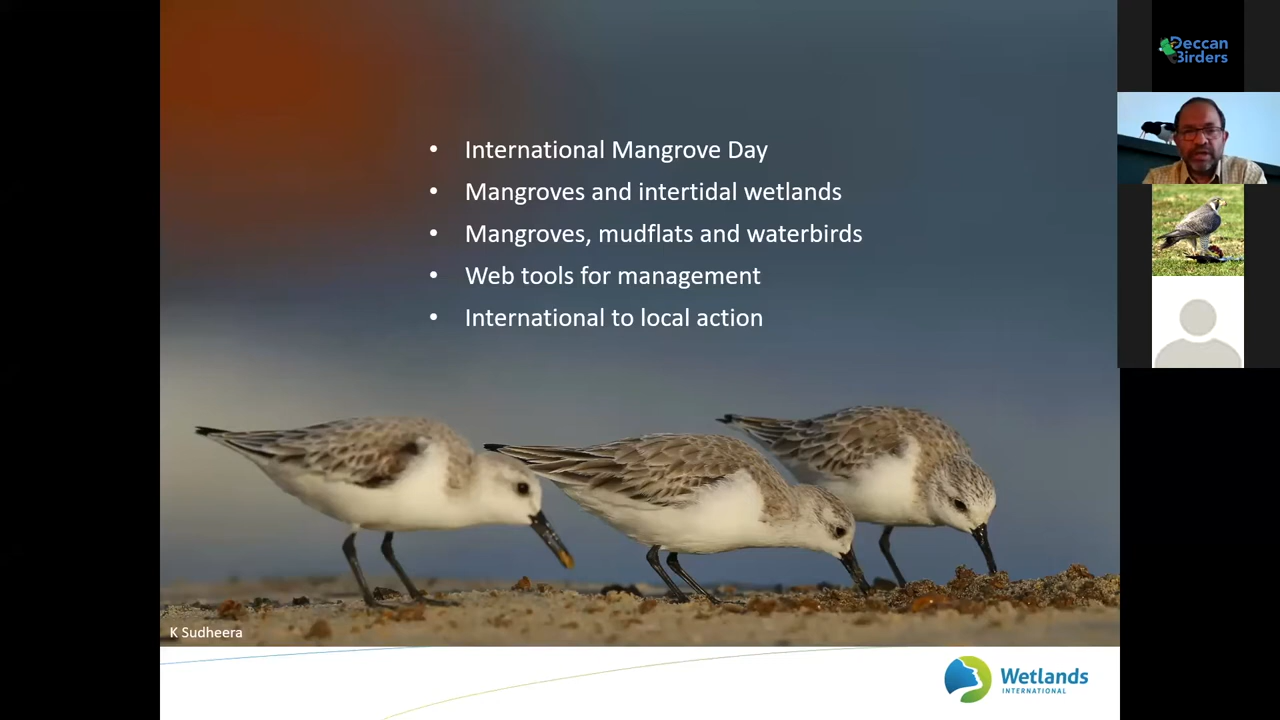 • International Mangrove Day
• Mangroves and intertidal wetlands
• Mangroves, mudflats and waterbirds
• Web tools for management
• International to local action
K Sudheera
Wetlands
INTERNATIONAL
Deccan
Birders